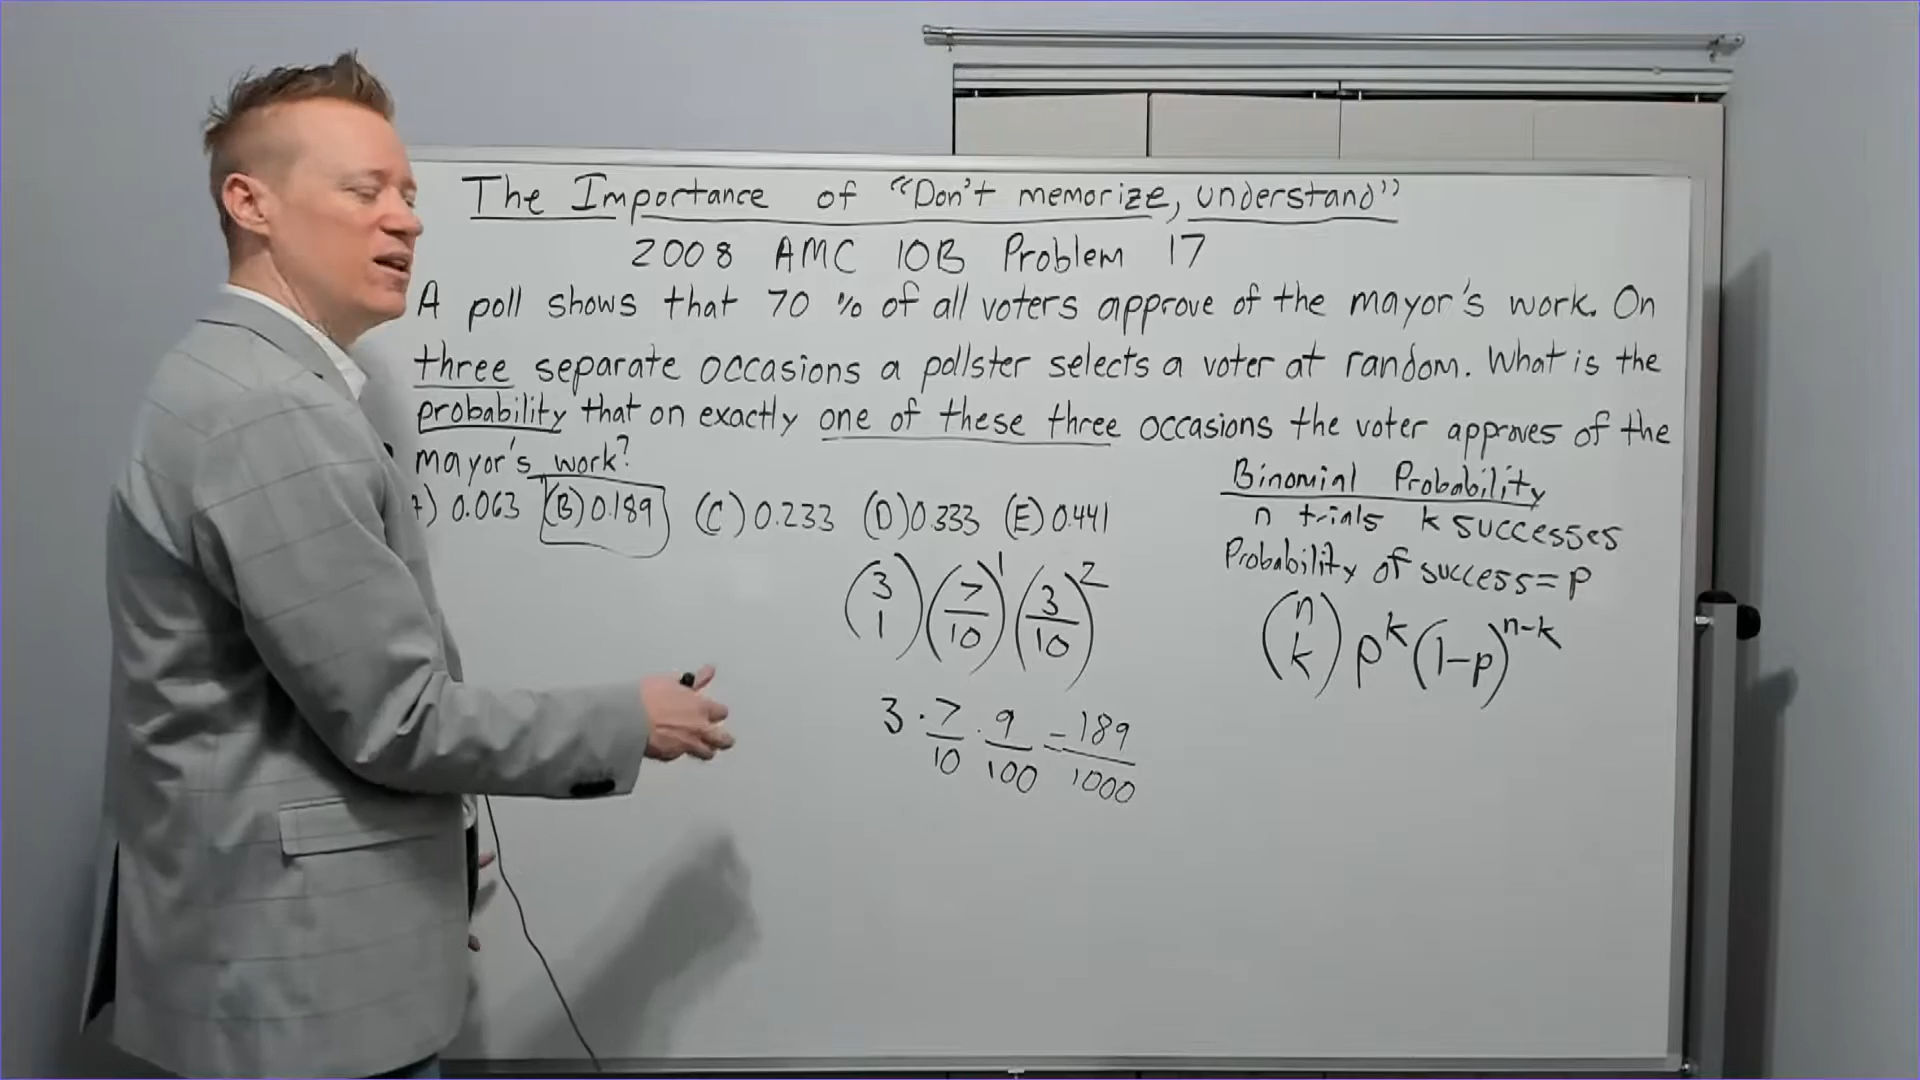 The Importance of "Don't memorize, understand"
2008 AMC 10B Problem 17
A poll shows that 70 % of all voters approve of the mayor's work. On
three separate occasions a pollster selects a voter at random. What is the
probability that on exactly one of these three occasions the voter approves of the
mayor's work?
A) 0.063 (B) 0.189 (C) 0.233 (D) 0.333 (E) 0.441
(3 1) (7/10)^1 (3/10)^2
3 · 7/10 · 9/100 = 189/1000
Binomial Probability
n trials k successes
Probability of success = p
(n k) p^k (1-p)^n-k